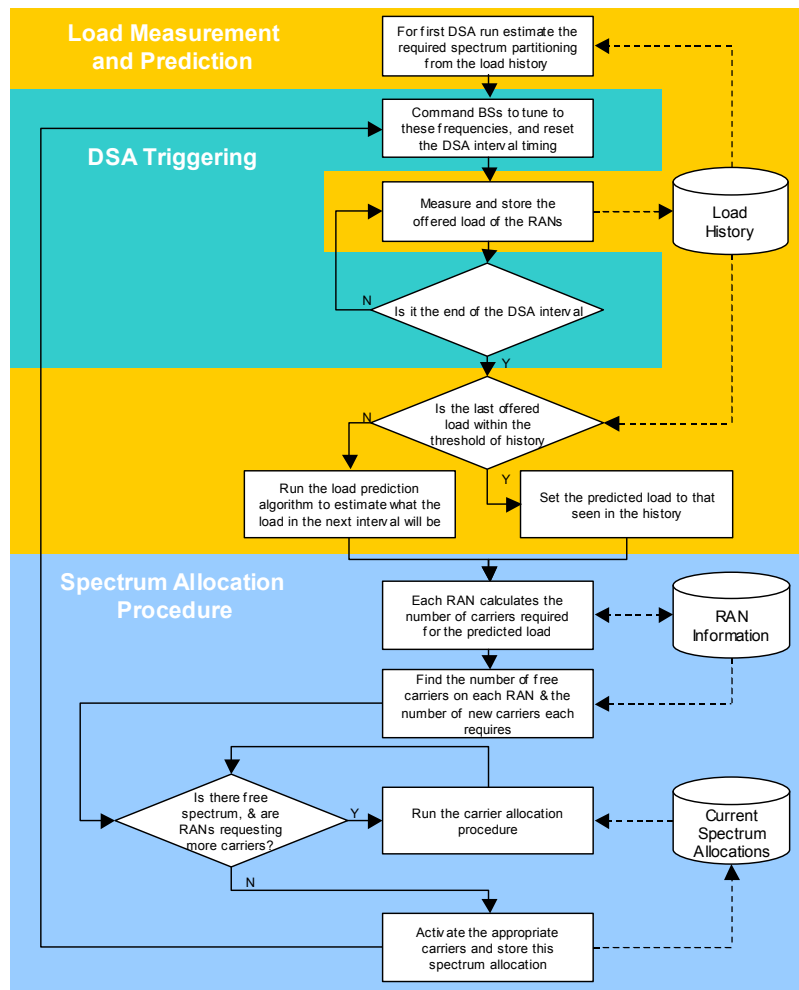 Load Measurement
and Prediction
For first DSA run estimate the
required spectrum partitioning
from the load history
DSA Triggering
Command BSs to tune to
these frequencies, and reset
the DSA interval timing
Measure and store the
offered load of the RANs
Load
History
N
Is it the end of the DSA interval
Y
Is the last offered
load within the
threshold of history
N
Y
Run the load prediction
algorithm to estimate what the
load in the next interval will be
Set the predicted load to that
seen in the history
Spectrum Allocation
Procedure
Each RAN calculates the
number of carriers required
for the predicted load
RAN
Information
Find the number of free
carriers on each RAN & the
number of new carriers each
requires
Is there free
spectrum, & are
RANs requesting
more carriers?
Y
Run the carrier allocation
procedure
Current
Spectrum
Allocations
N
Activate the appropriate
carriers and store this
spectrum allocation